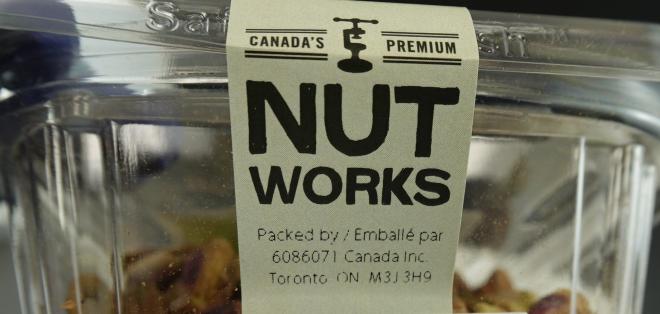 CANADA'S PREMIUM
NUT
WORKS
Packed by / Emballé par
6086071 Canada Inc.
Toronto ON M3J 3H9